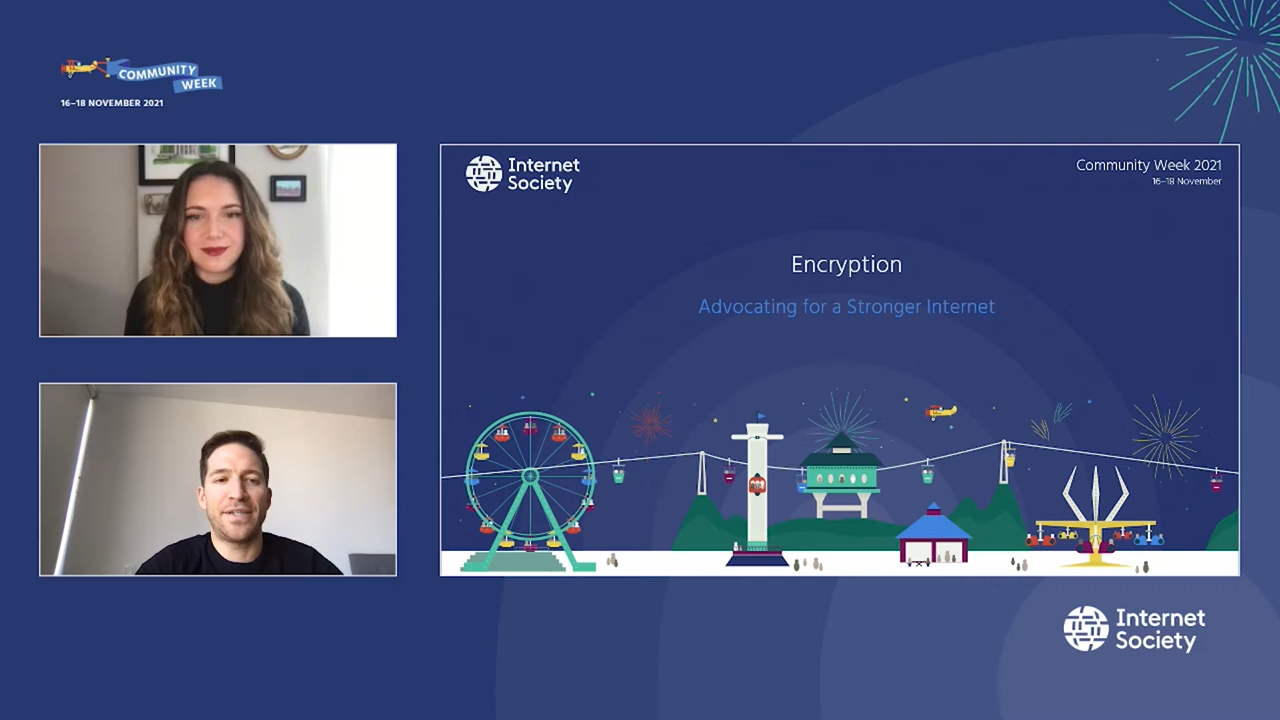 COMMUNITY
WEEK
16–18 NOVEMBER 2021
Internet
Society
Community Week 2021
16–18 November
Encryption
Advocating for a Stronger Internet
Internet
Society